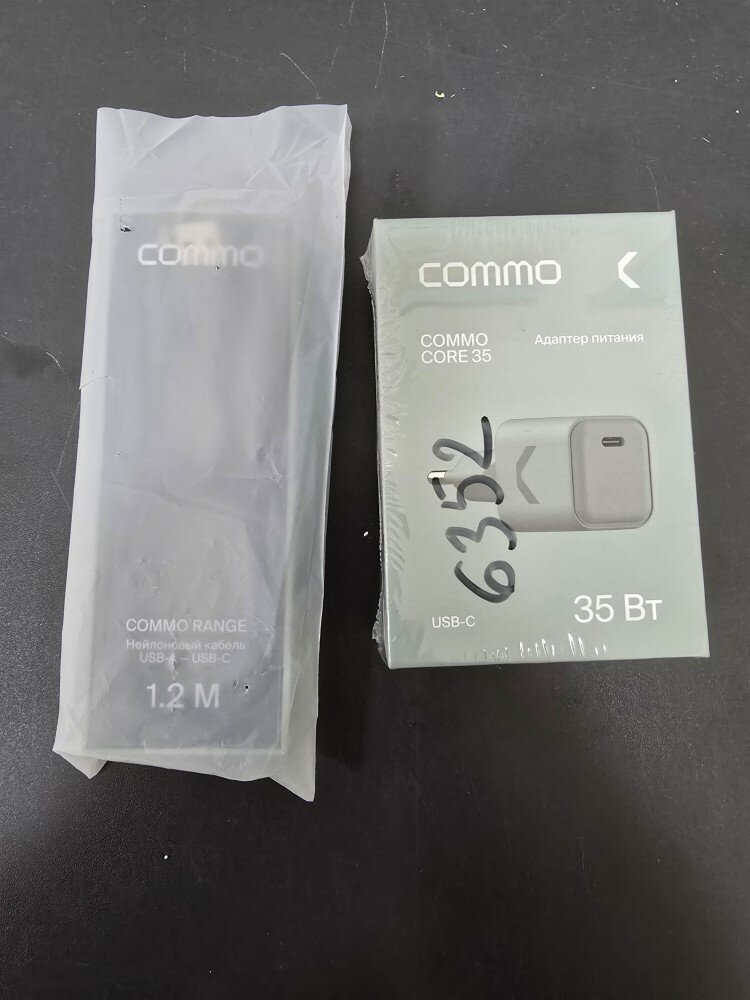 commo
COMMO RANGE
Нейлоновый кабель
USB-A – USB-C
1.2 М
commo
COMMO
CORE 35
Адаптер питания
6352
USB-C
35 Вт